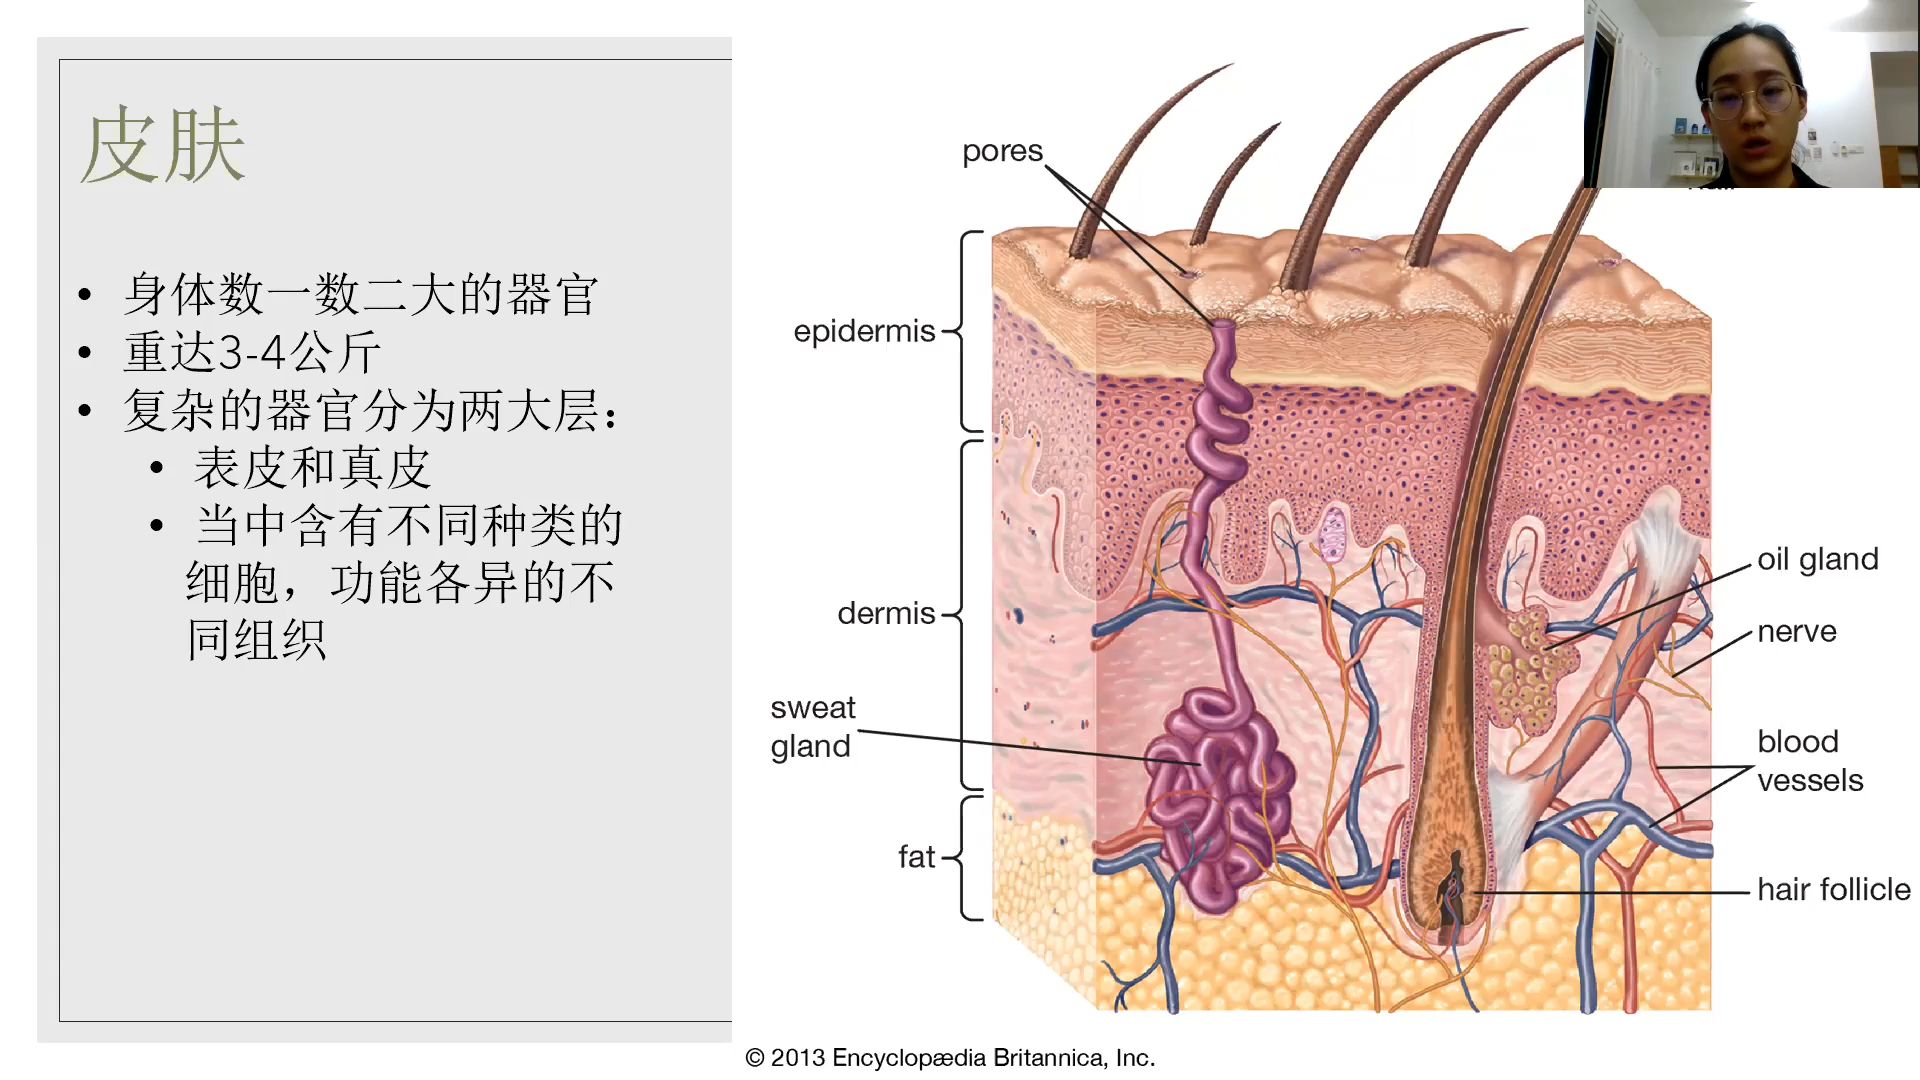 皮肤
• 身体数一数二大的器官
• 重达3-4公斤
• 复杂的器官分为两大层：
• 表皮和真皮
• 当中含有不同种类的
细胞，功能各异的不
同组织
pores
epidermis
dermis
sweat
gland
fat
oil gland
nerve
blood
vessels
hair follicle
© 2013 Encyclopædia Britannica, Inc.